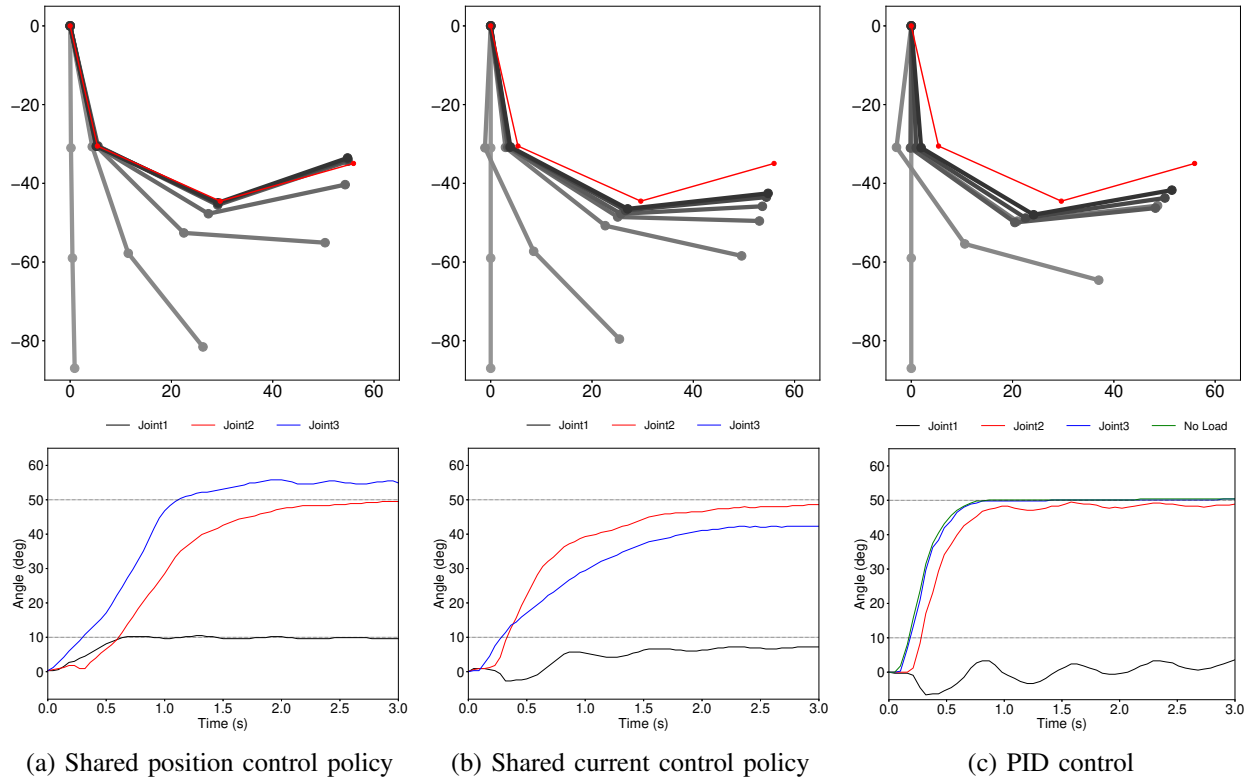 0
−20
−40
−60
−80
0 20 40 60
0
−20
−40
−60
−80
0 20 40 60
0
−20
−40
−60
−80
0 20 40 60
Joint1 Joint2 Joint3
Joint1 Joint2 Joint3
Joint1 Joint2 Joint3 No Load
Angle (deg)
60
50
40
30
20
10
0
0.0 0.5 1.0 1.5 2.0 2.5 3.0
Time (s)
Angle (deg)
60
50
40
30
20
10
0
0.0 0.5 1.0 1.5 2.0 2.5 3.0
Time (s)
Angle (deg)
60
50
40
30
20
10
0
0.0 0.5 1.0 1.5 2.0 2.5 3.0
Time (s)
(a) Shared position control policy
(b) Shared current control policy
(c) PID control